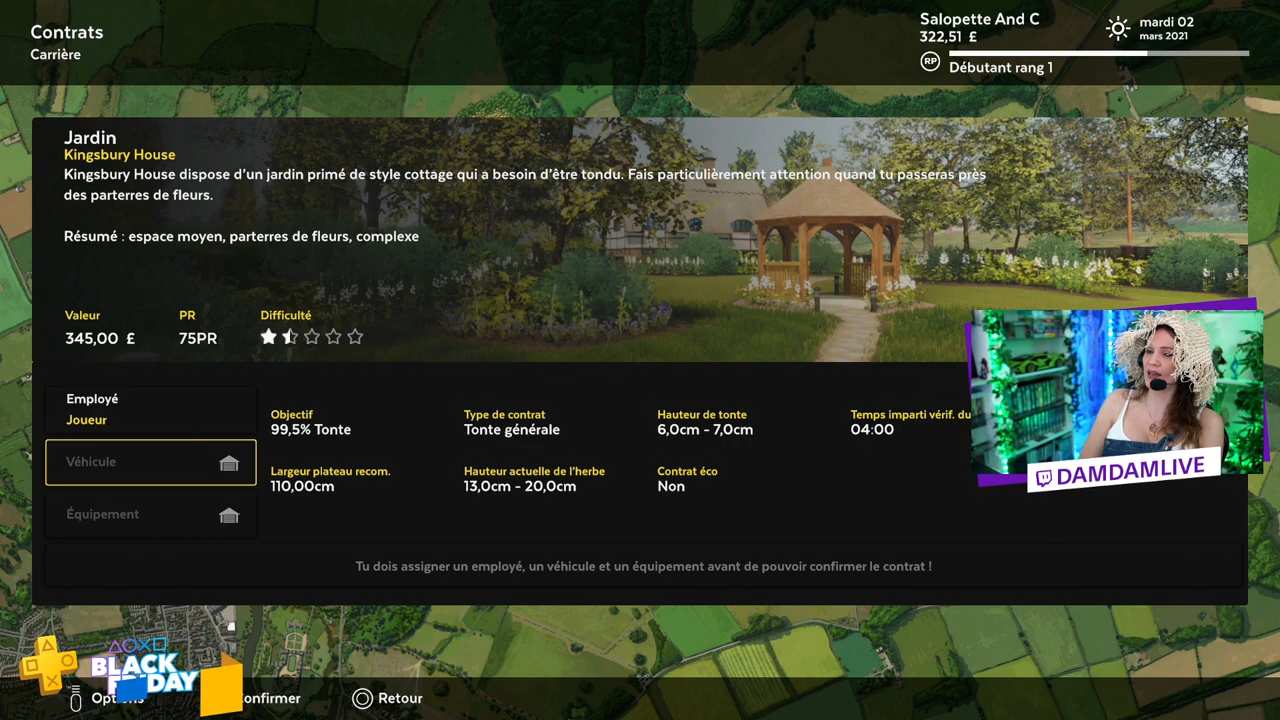 Contrats
Carrière
Salopette And C
322,51 £
mardi 02
mars 2021
RP
Débutant rang 1
Jardin
Kingsbury House
Kingsbury House dispose d'un jardin primé de style cottage qui a besoin d'être tondu. Fais particulièrement attention quand tu passeras près
des parterres de fleurs.
Résumé : espace moyen, parterres de fleurs, complexe
Valeur
345,00 £
PR
75PR
Difficulté
Employé
Joueur
Véhicule
Équipement
Objectif
99,5% Tonte
Type de contrat
Tonte générale
Hauteur de tonte
6,0cm - 7,0cm
Temps imparti vérif. du
04:00
Largeur plateau recom.
110,00cm
Hauteur actuelle de l'herbe
13,0cm - 20,0cm
Contrat éco
Non
DAMDAMLIVE
Tu dois assigner un employé, un véhicule et un équipement avant de pouvoir confirmer le contrat !
BLACK
FRIDAY
Options
onfirmer
Retour